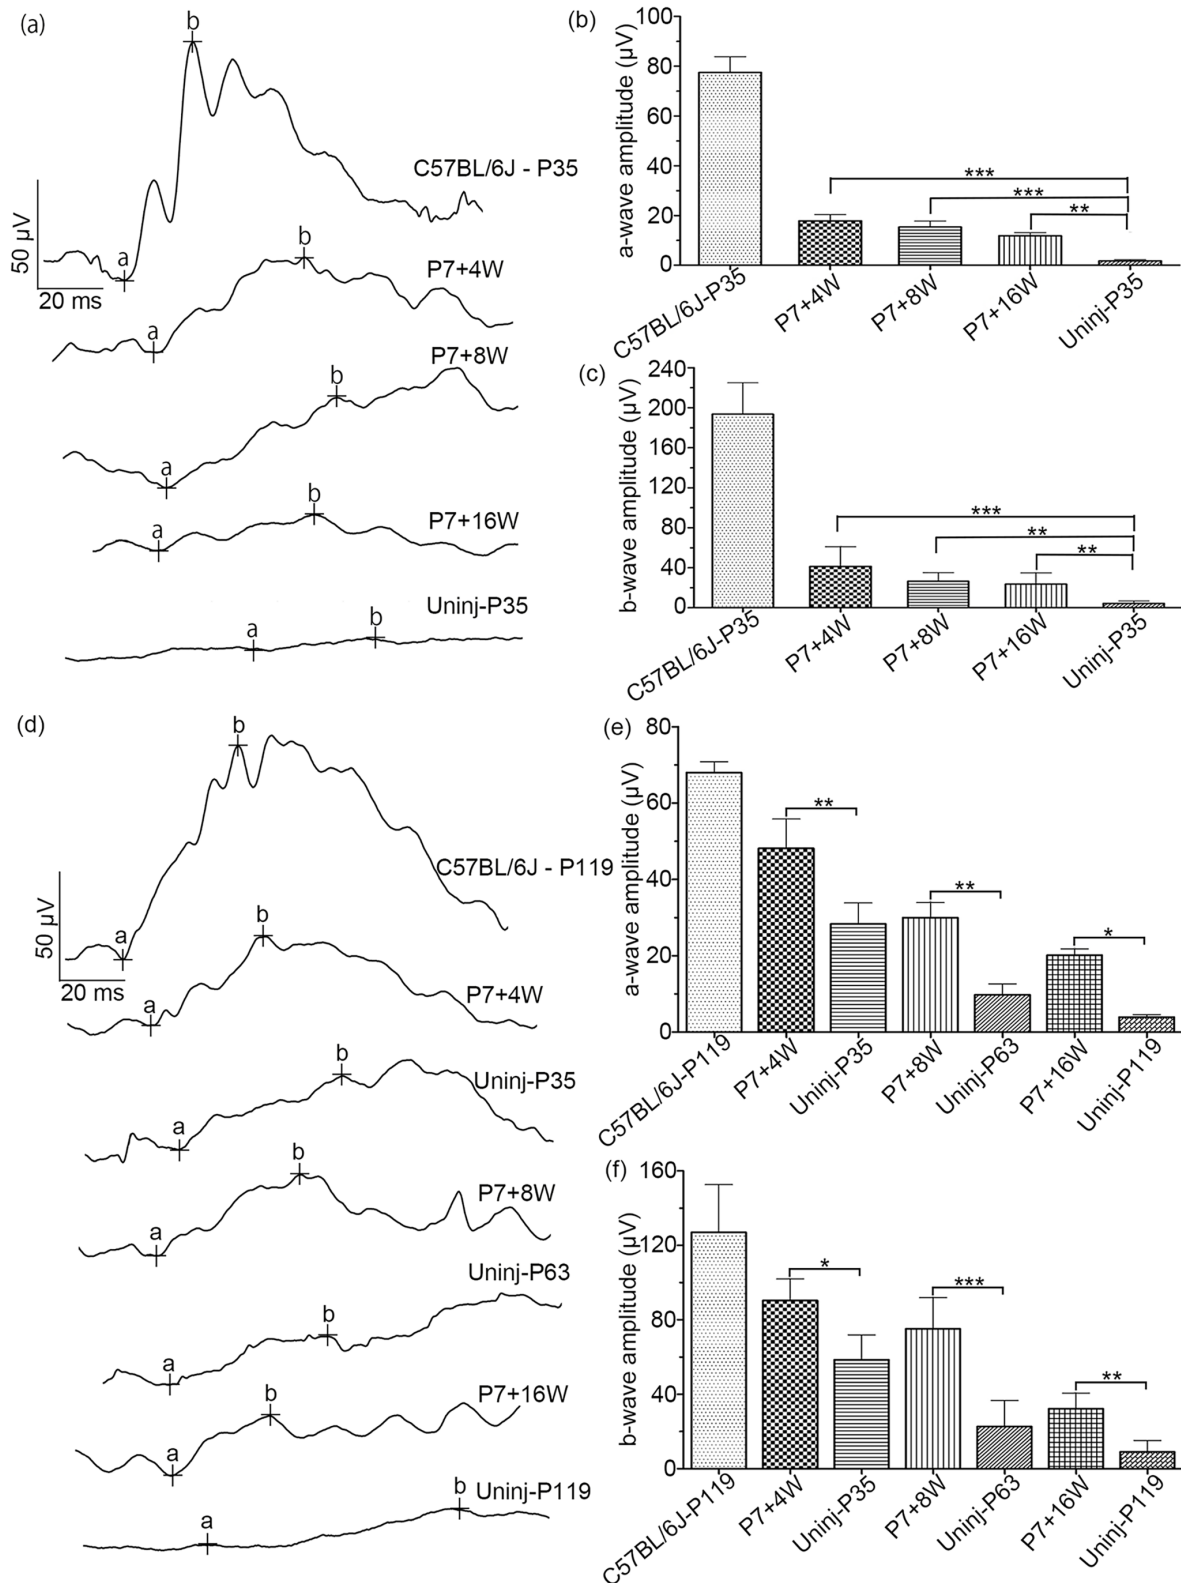 (a)
b
C57BL/6J - P35
a
50 µV
20 ms
b
P7+4W
a
P7+8W
b
a
b
P7+16W
a
Uninj-P35
a
b
(b)
a-wave amplitude (µV)
100
80
60
40
20
0
***
***
**
C57BL/6J-P35
P7+4W
P7+8W
P7+16W
Uninj-P35
(c)
b-wave amplitude (µV)
240
200
160
120
80
40
0
***
**
**
C57BL/6J-P35
P7+4W
P7+8W
P7+16W
Uninj-P35
(d)
b
C57BL/6J - P119
a
50 µV
20 ms
b
P7+4W
a
b
Uninj-P35
a
b
P7+8W
a
Uninj-P63
b
a
P7+16W
b
a
Uninj-P119
b
a
(e)
a-wave amplitude (µV)
80
60
40
20
0
**
**
*
C57BL/6J-P119
P7+4W
Uninj-P35
P7+8W
Uninj-P63
P7+16W
Uninj-P119
(f)
b-wave amplitude (µV)
160
120
80
40
0
*
***
**
C57BL/6J-P119
P7+4W
Uninj-P35
P7+8W
Uninj-P63
P7+16W
Uninj-P119